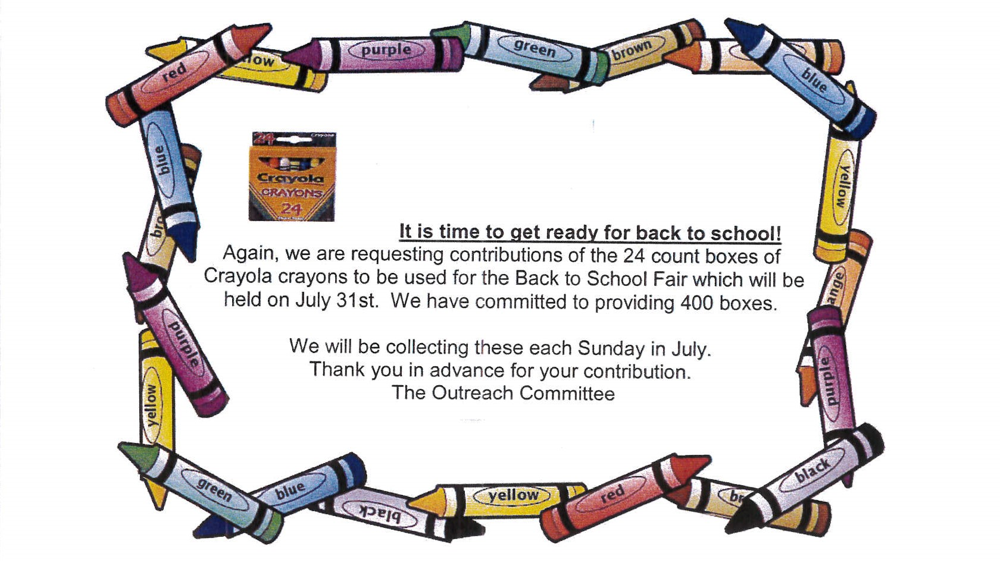 red
low
purple
green
brown
blue
24
Crayola
CRAYONS
24
blue
yellow
It is time to get ready for back to school!
Again, we are requesting contributions of the 24 count boxes of
Crayola crayons to be used for the Back to School Fair which will be
held on July 31st.  We have committed to providing 400 boxes.
bro
ange
purple
We will be collecting these each Sunday in July.
Thank you in advance for your contribution.
The Outreach Committee
yellow
purple
green
blue
black
yellow
red
br
black